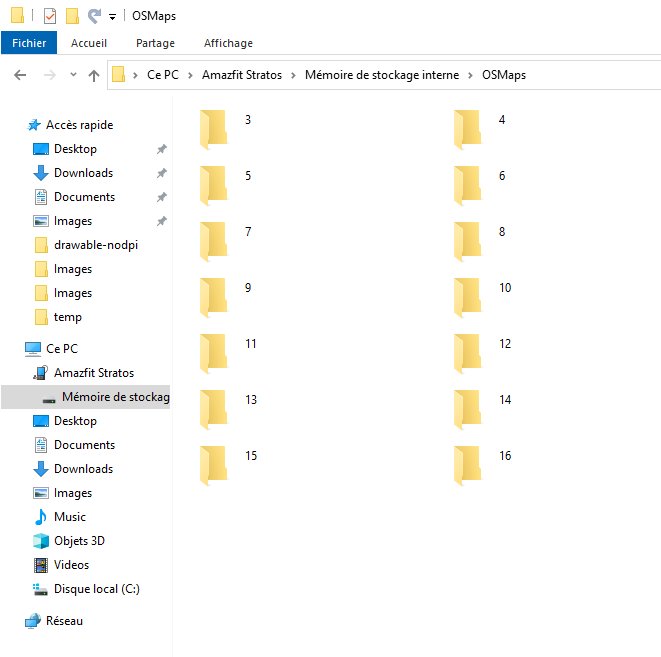 OSMaps
Fichier Accueil Partage Affichage
Ce PC Amazfit Stratos Mémoire de stockage interne OSMaps
Accès rapide
Desktop
Downloads
Documents
Images
drawable-nodpi
Images
Images
temp
Ce PC
Amazfit Stratos
Mémoire de stockag
Desktop
Documents
Downloads
Images
Music
Objets 3D
Videos
Disque local (C:)
Réseau
3 4
5 6
7 8
9 10
11 12
13 14
15 16